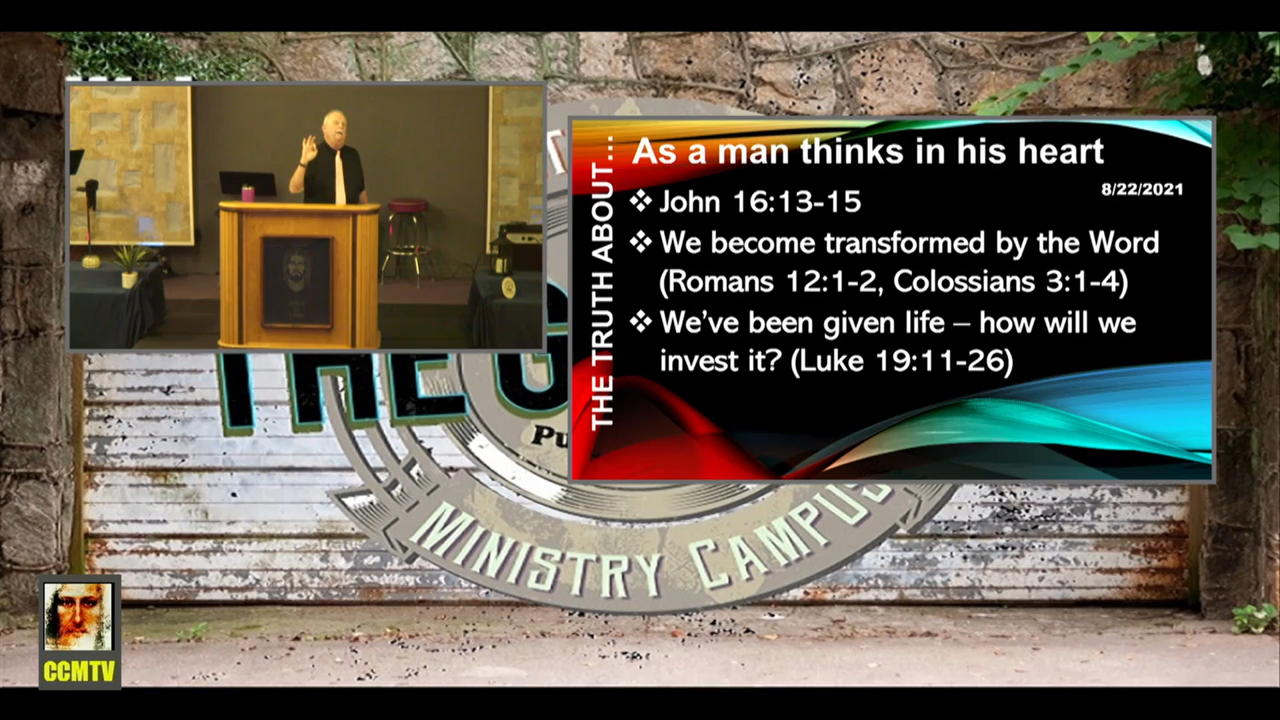 THE TRUTH ABOUT...
As a man thinks in his heart
8/22/2021
❖ John 16:13-15
❖ We become transformed by the Word
(Romans 12:1-2, Colossians 3:1-4)
❖ We've been given life – how will we
invest it? (Luke 19:11-26)
THE
MINISTRY CAMPUS
CCMTV